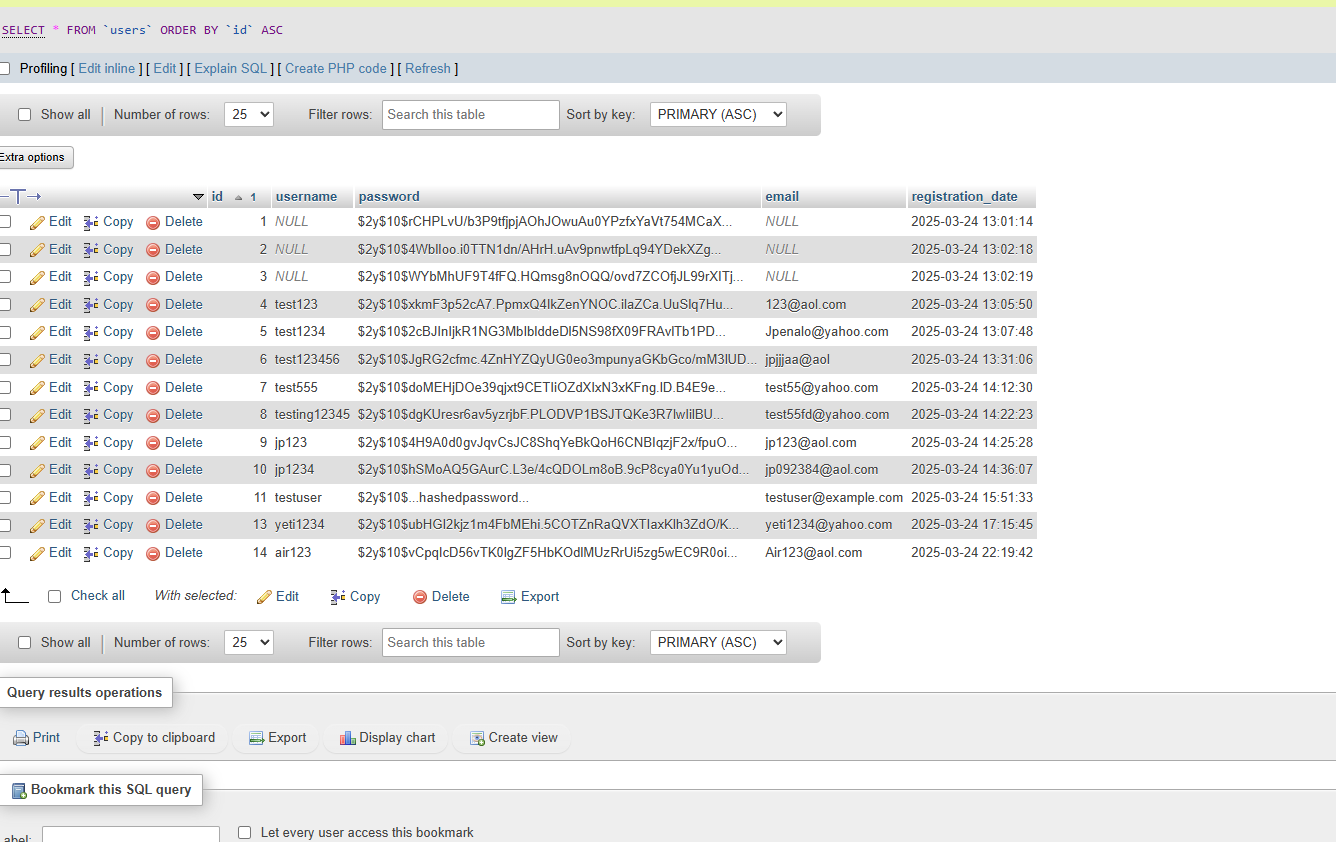 SELECT * FROM `users` ORDER BY `id` ASC
Profiling [ Edit inline ] [ Edit ] [ Explain SQL ] [ Create PHP code ] [ Refresh ]
Show all Number of rows: 25 Filter rows: Search this table Sort by key: PRIMARY (ASC)
Extra options
id 1 username password email registration_date
Edit Copy Delete 1 NULL $2y$10$rCHPLvU/b3P9tfjpjAOhJOwuAu0YPzfxYaVt754MCaX... NULL 2025-03-24 13:01:14
Edit Copy Delete 2 NULL $2y$10$4WblIoo.i0TTN1dn/AHrH.uAv9pnwtfpLq94YDekXZg... NULL 2025-03-24 13:02:18
Edit Copy Delete 3 NULL $2y$10$WYbMhUF9T4fFQ.HQmsg8nOQQ/ovd7ZCOfjJL99rXITj... NULL 2025-03-24 13:02:19
Edit Copy Delete 4 test123 $2y$10$xkmF3p52cA7.PpmxQ4lkZenYNOC.ilaZCa.UuSlq7Hu... 123@aol.com 2025-03-24 13:05:50
Edit Copy Delete 5 test1234 $2y$10$2cBJlnIjkR1NG3MbIblddeDl5NS98fX09FRAvlTb1PD... Jpenalo@yahoo.com 2025-03-24 13:07:48
Edit Copy Delete 6 test123456 $2y$10$JgRG2cfmc.4ZnHYZQyUG0eo3mpunyaGKbGco/mM3lUD... jpjjjaa@aol 2025-03-24 13:31:06
Edit Copy Delete 7 test555 $2y$10$doMEHjDOe39qjxt9CETIiOZdXIxN3xKFng.ID.B4E9e... test55@yahoo.com 2025-03-24 14:12:30
Edit Copy Delete 8 testing12345 $2y$10$dgKUresr6av5yzrjbF.PLODVP1BSJTQKe3R7IwIilBU... test55fd@yahoo.com 2025-03-24 14:22:23
Edit Copy Delete 9 jp123 $2y$10$4H9A0d0gvJqvCsJC8ShqYeBkQoH6CNBIqzjF2x/fpuO... jp123@aol.com 2025-03-24 14:25:28
Edit Copy Delete 10 jp1234 $2y$10$hSMoAQ5GAurC.L3e/4cQDOLm8oB.9cP8cya0Yu1yuOd... jp092384@aol.com 2025-03-24 14:36:07
Edit Copy Delete 11 testuser $2y$10$...hashedpassword... testuser@example.com 2025-03-24 15:51:33
Edit Copy Delete 13 yeti1234 $2y$10$ubHGI2kjz1m4FbMEhi.5COTZnRaQVXTIaxKlh3ZdO/K... yeti1234@yahoo.com 2025-03-24 17:15:45
Edit Copy Delete 14 air123 $2y$10$vCpqIcD56vTK0lgZF5HbKOdlMUzRrUi5zg5wEC9R0oi... Air123@aol.com 2025-03-24 22:19:42
Check all With selected: Edit Copy Delete Export
Show all Number of rows: 25 Filter rows: Search this table Sort by key: PRIMARY (ASC)
Query results operations
Print Copy to clipboard Export Display chart Create view
Bookmark this SQL query
abel: Let every user access this bookmark